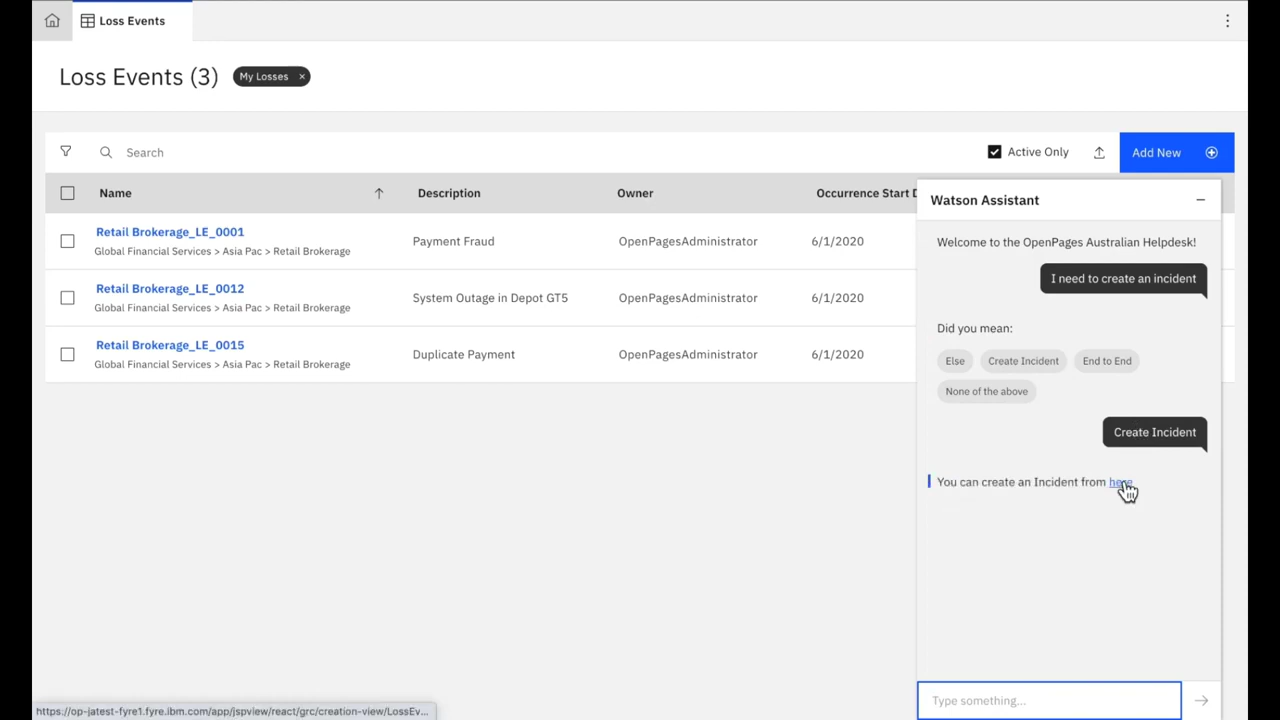 Loss Events
Loss Events (3)
My Losses ×
Search
Active Only
Add New
Name
Description
Owner
Occurrence Start
Retail Brokerage_LE_0001
Global Financial Services > Asia Pac > Retail Brokerage
Payment Fraud
OpenPagesAdministrator
6/1/2020
Retail Brokerage_LE_0012
Global Financial Services > Asia Pac > Retail Brokerage
System Outage in Depot GT5
OpenPagesAdministrator
6/1/2020
Retail Brokerage_LE_0015
Global Financial Services > Asia Pac > Retail Brokerage
Duplicate Payment
OpenPagesAdministrator
6/1/2020
Watson Assistant
Welcome to the OpenPages Australian Helpdesk!
I need to create an incident
Did you mean:
Else
Create Incident
End to End
None of the above
Create Incident
You can create an Incident from here
Type something...
https://op-jatest-fyre1.fyre.ibm.com/app/jspview/react/grc/creation-view/LossEv...